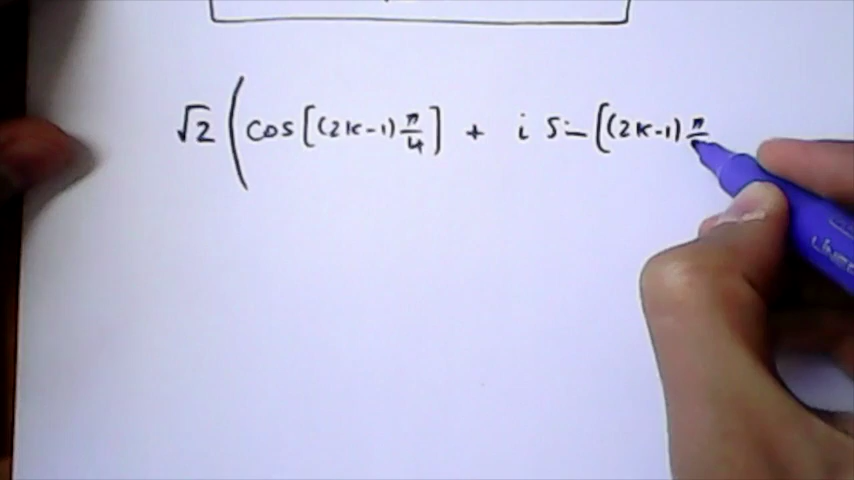 √2 ( cos [(2k-1) π/4] + i sin [(2k-1) π